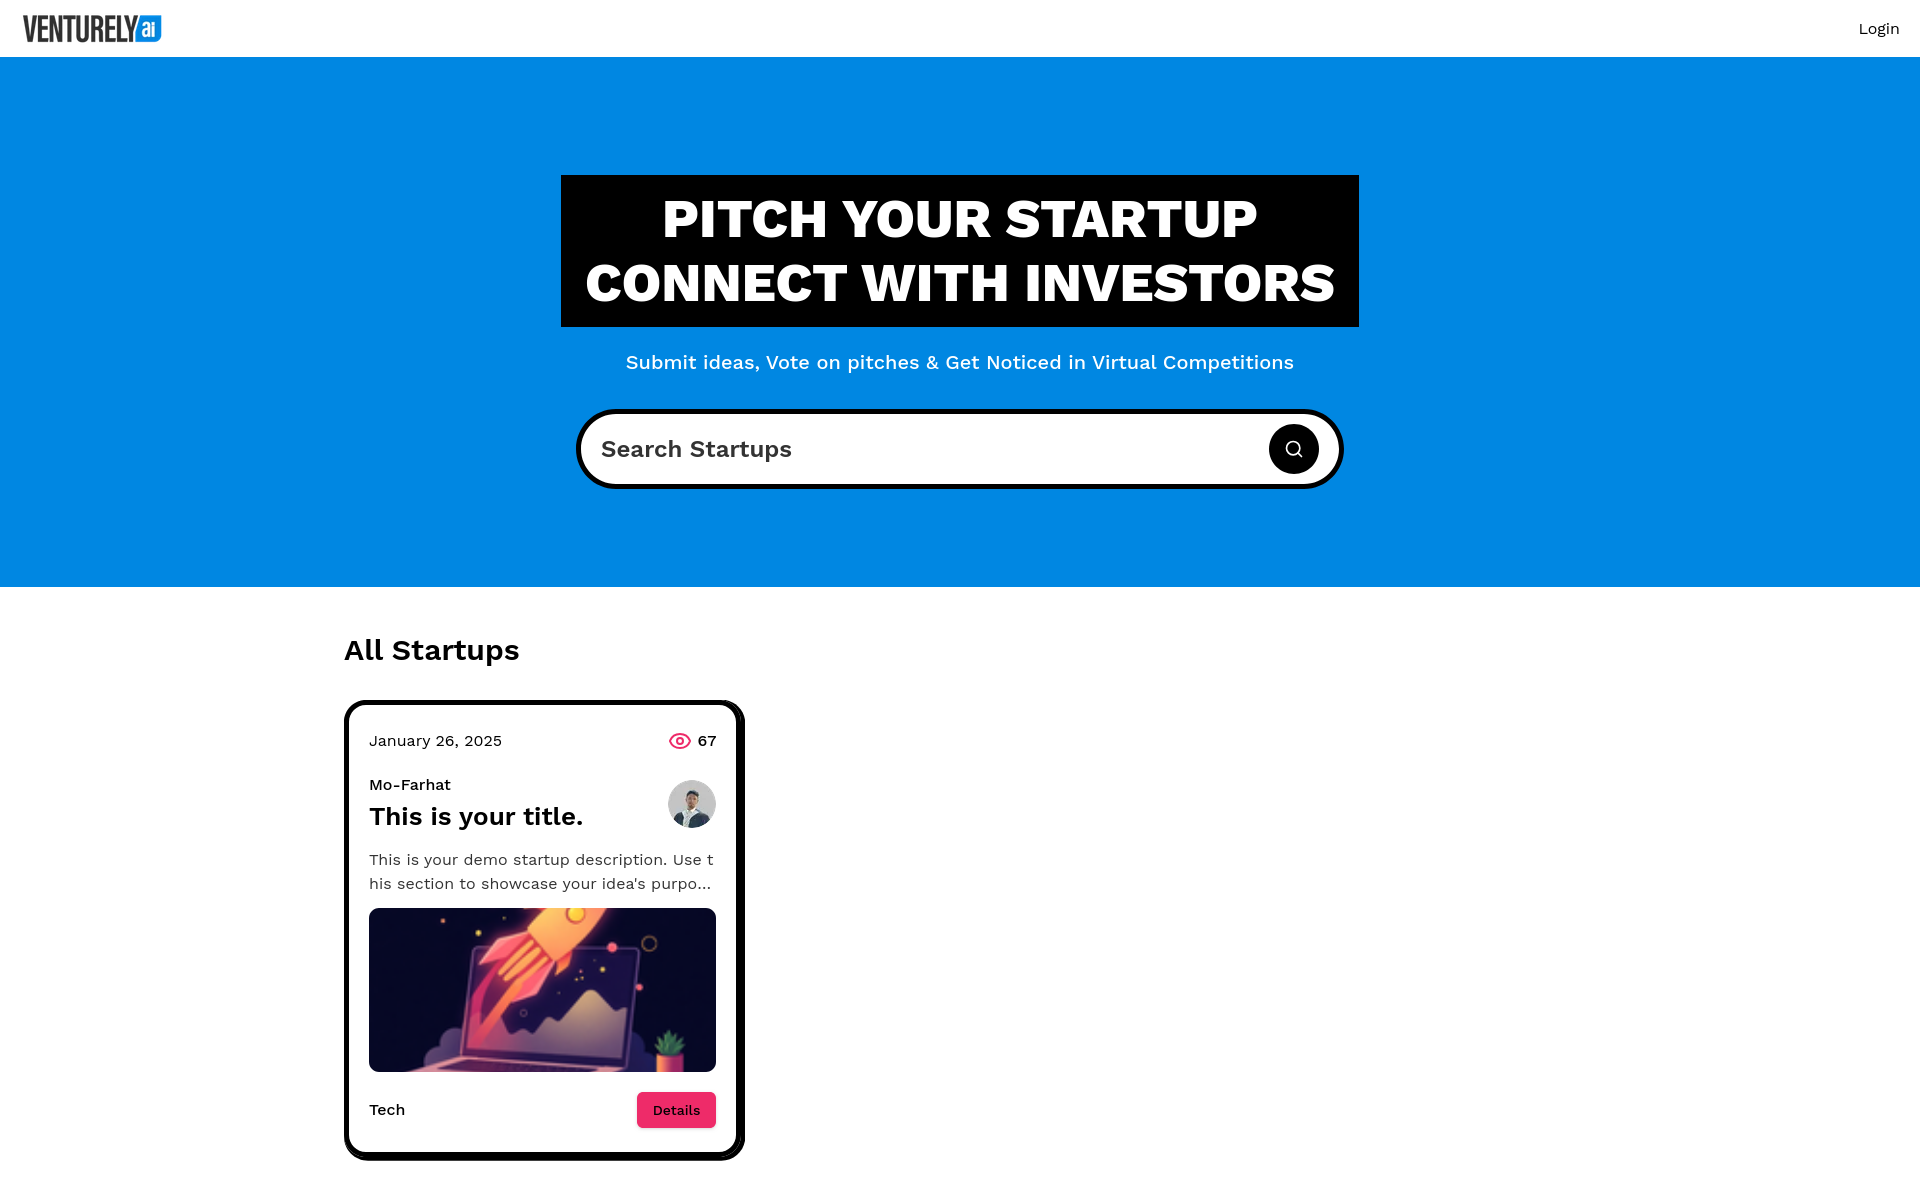 VENTURELY ai
Login
PITCH YOUR STARTUP
CONNECT WITH INVESTORS
Submit ideas, Vote on pitches & Get Noticed in Virtual Competitions
Search Startups
All Startups
January 26, 2025
67
Mo-Farhat
This is your title.
This is your demo startup description. Use t
his section to showcase your idea's purpo...
Tech
Details